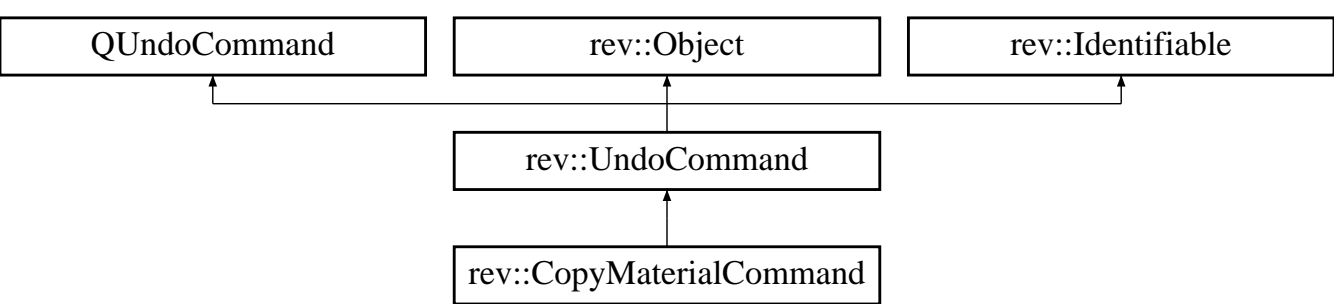 QUndoCommand
rev::Object
rev::Identifiable
rev::UndoCommand
rev::CopyMaterialCommand